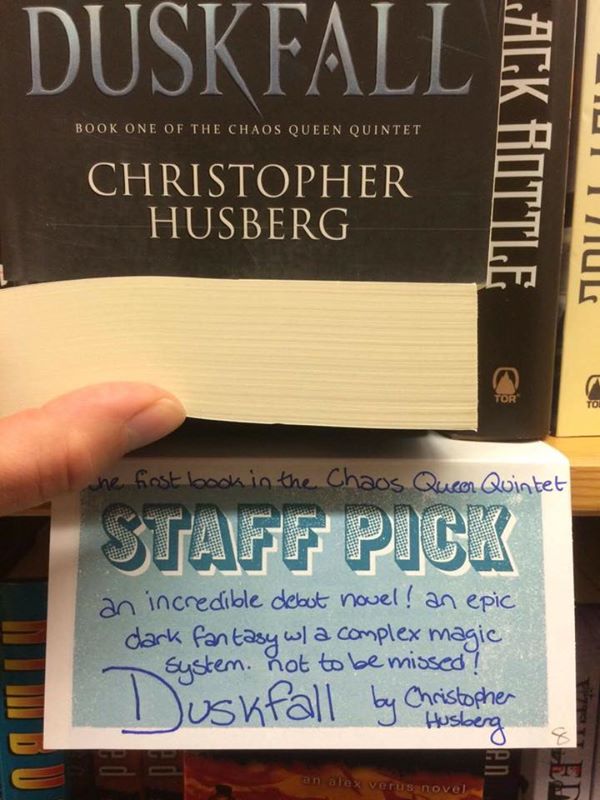 DUSKFALL
BOOK ONE OF THE CHAOS QUEEN QUINTET
CHRISTOPHER
HUSBERG
TOR
the first book in the Chaos Queen Quintet
STAFF PICK
an incredible debut novel! an epic
dark fantasy w/ a complex magic
system. not to be missed!
Duskfall by Christopher
Husberg
8
an alex verus novel